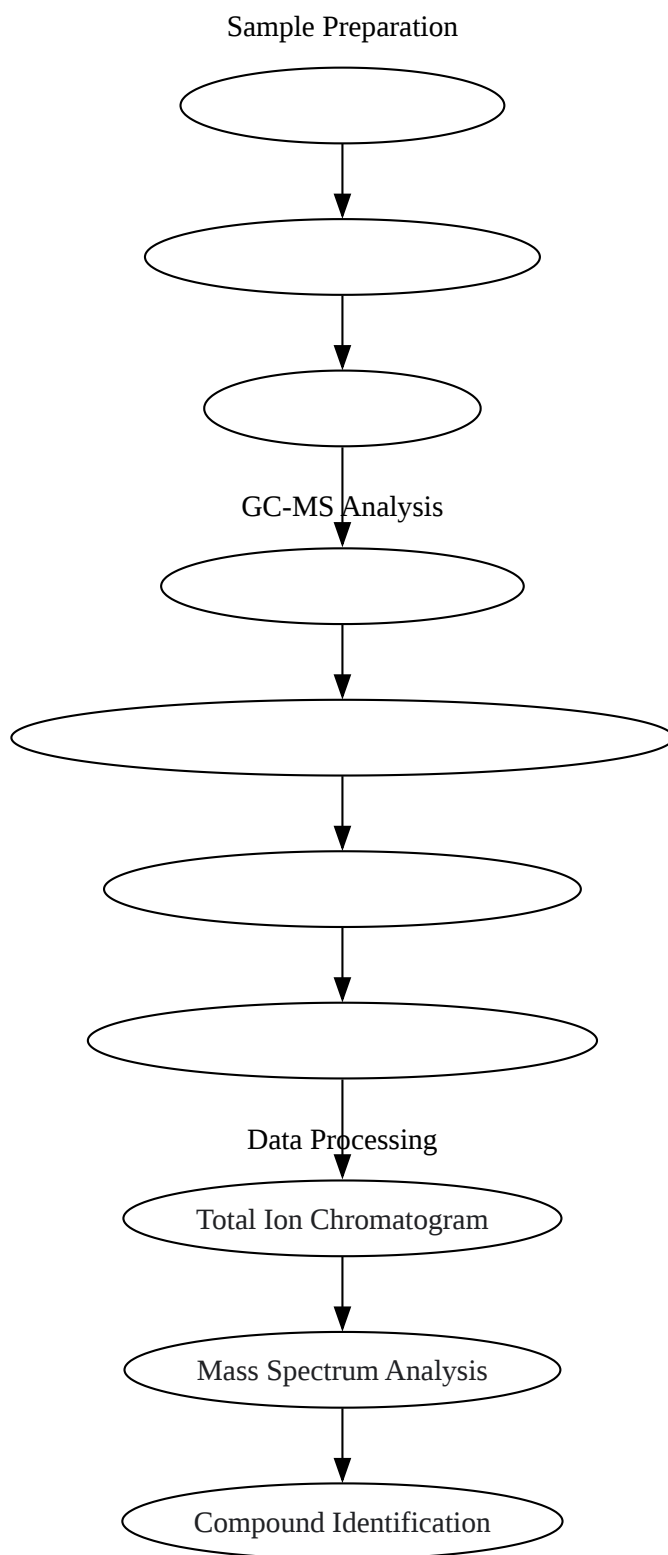 Sample Preparation
GC-MS Analysis
Data Processing
Total Ion Chromatogram
Mass Spectrum Analysis
Compound Identification